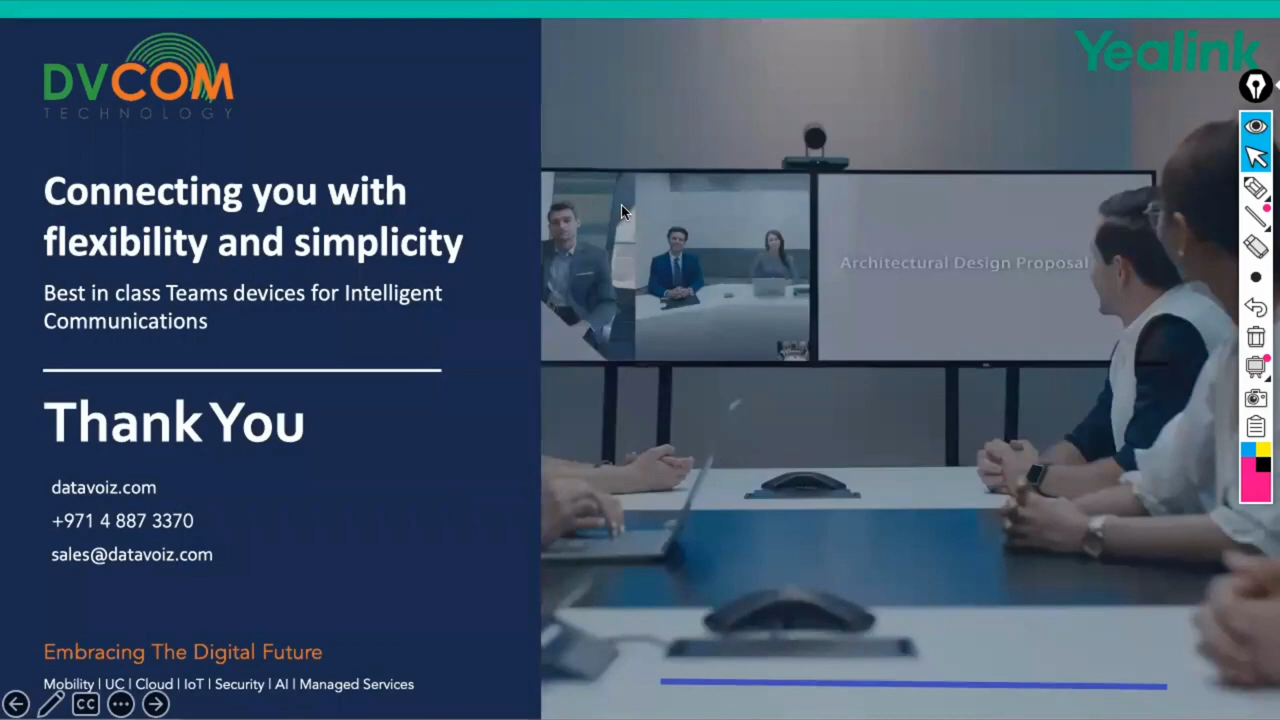 DVCOM
TECHNOLOGY
Yealink
Connecting you with
flexibility and simplicity
Best in class Teams devices for Intelligent
Communications
Architectural Design Proposal
Thank You
datavoiz.com
+971 4 887 3370
sales@datavoiz.com
Embracing The Digital Future
Mobility | UC | Cloud | IoT | Security | AI | Managed Services
CC